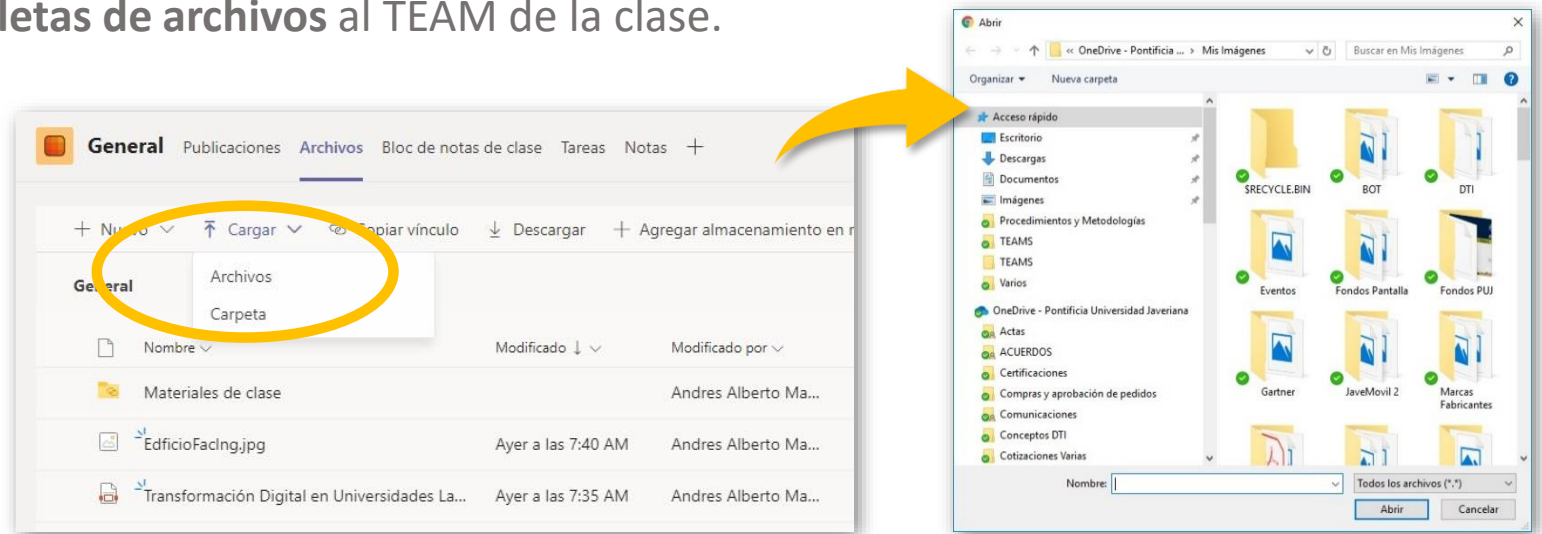 letas de archivos al TEAM de la clase.
General Publicaciones Archivos Bloc de notas de clase Tareas Notas +
+ Nuevo Cargar Copiar vínculo Descargar + Agregar almacenamiento en
General
Archivos
Carpeta
Nombre Modificado ↓ Modificado por
Materiales de clase Andres Alberto Ma...
EdficioFacIng.jpg Ayer a las 7:40 AM Andres Alberto Ma...
Transformación Digital en Universidades La... Ayer a las 7:35 AM Andres Alberto Ma...
Abrir
« OneDrive - Pontificia ... › Mis Imágenes
Buscar en Mis Imágenes
Organizar Nueva carpeta
Acceso rápido
Escritorio
Descargas
Documentos
Imágenes
Procedimientos y Metodologías
TEAMS
TEAMS
Varios
OneDrive - Pontificia Universidad Javeriana
Actas
ACUERDOS
Certificaciones
Compras y aprobación de pedidos
Comunicaciones
Conceptos DTI
Cotizaciones Varias
$RECYCLE.BIN BOT DTI
Eventos Fondos Pantalla Fondos PUJ
Gartner JaveMovil 2 Marcas
Fabricantes
Nombre: Todos los archivos (*.*)
Abrir Cancelar